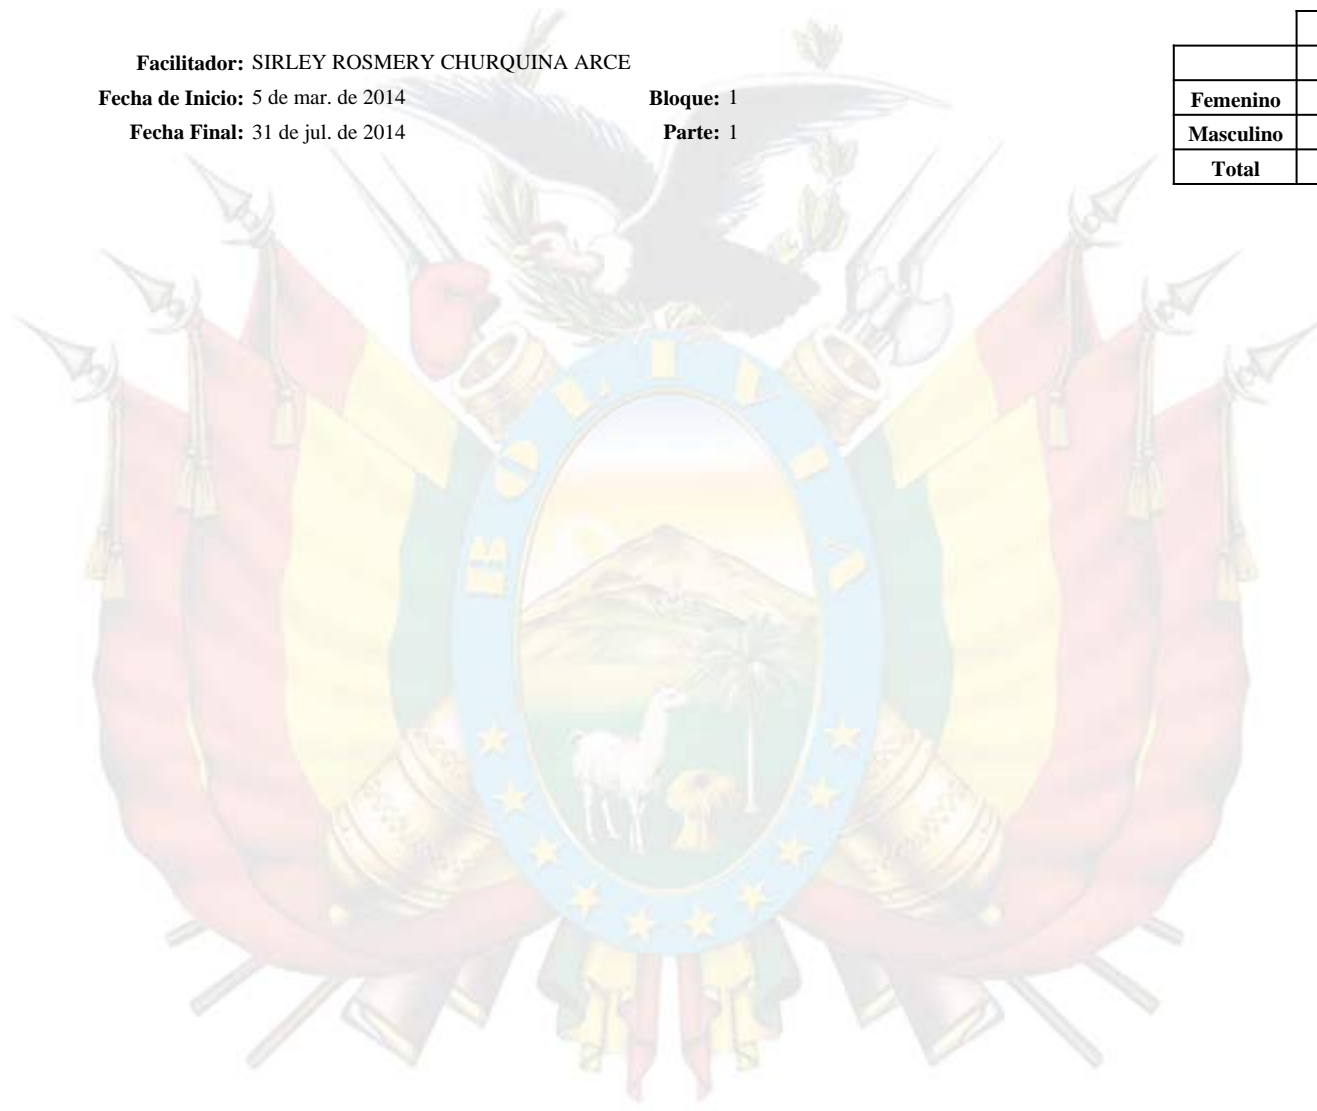 Facilitador: SIRLEY ROSMERY CHURQUINA ARCE
Fecha de Inicio: 5 de mar. de 2014 Bloque: 1
Fecha Final: 31 de jul. de 2014 Parte: 1
Femenino
Masculino
Total
BOLIVIA